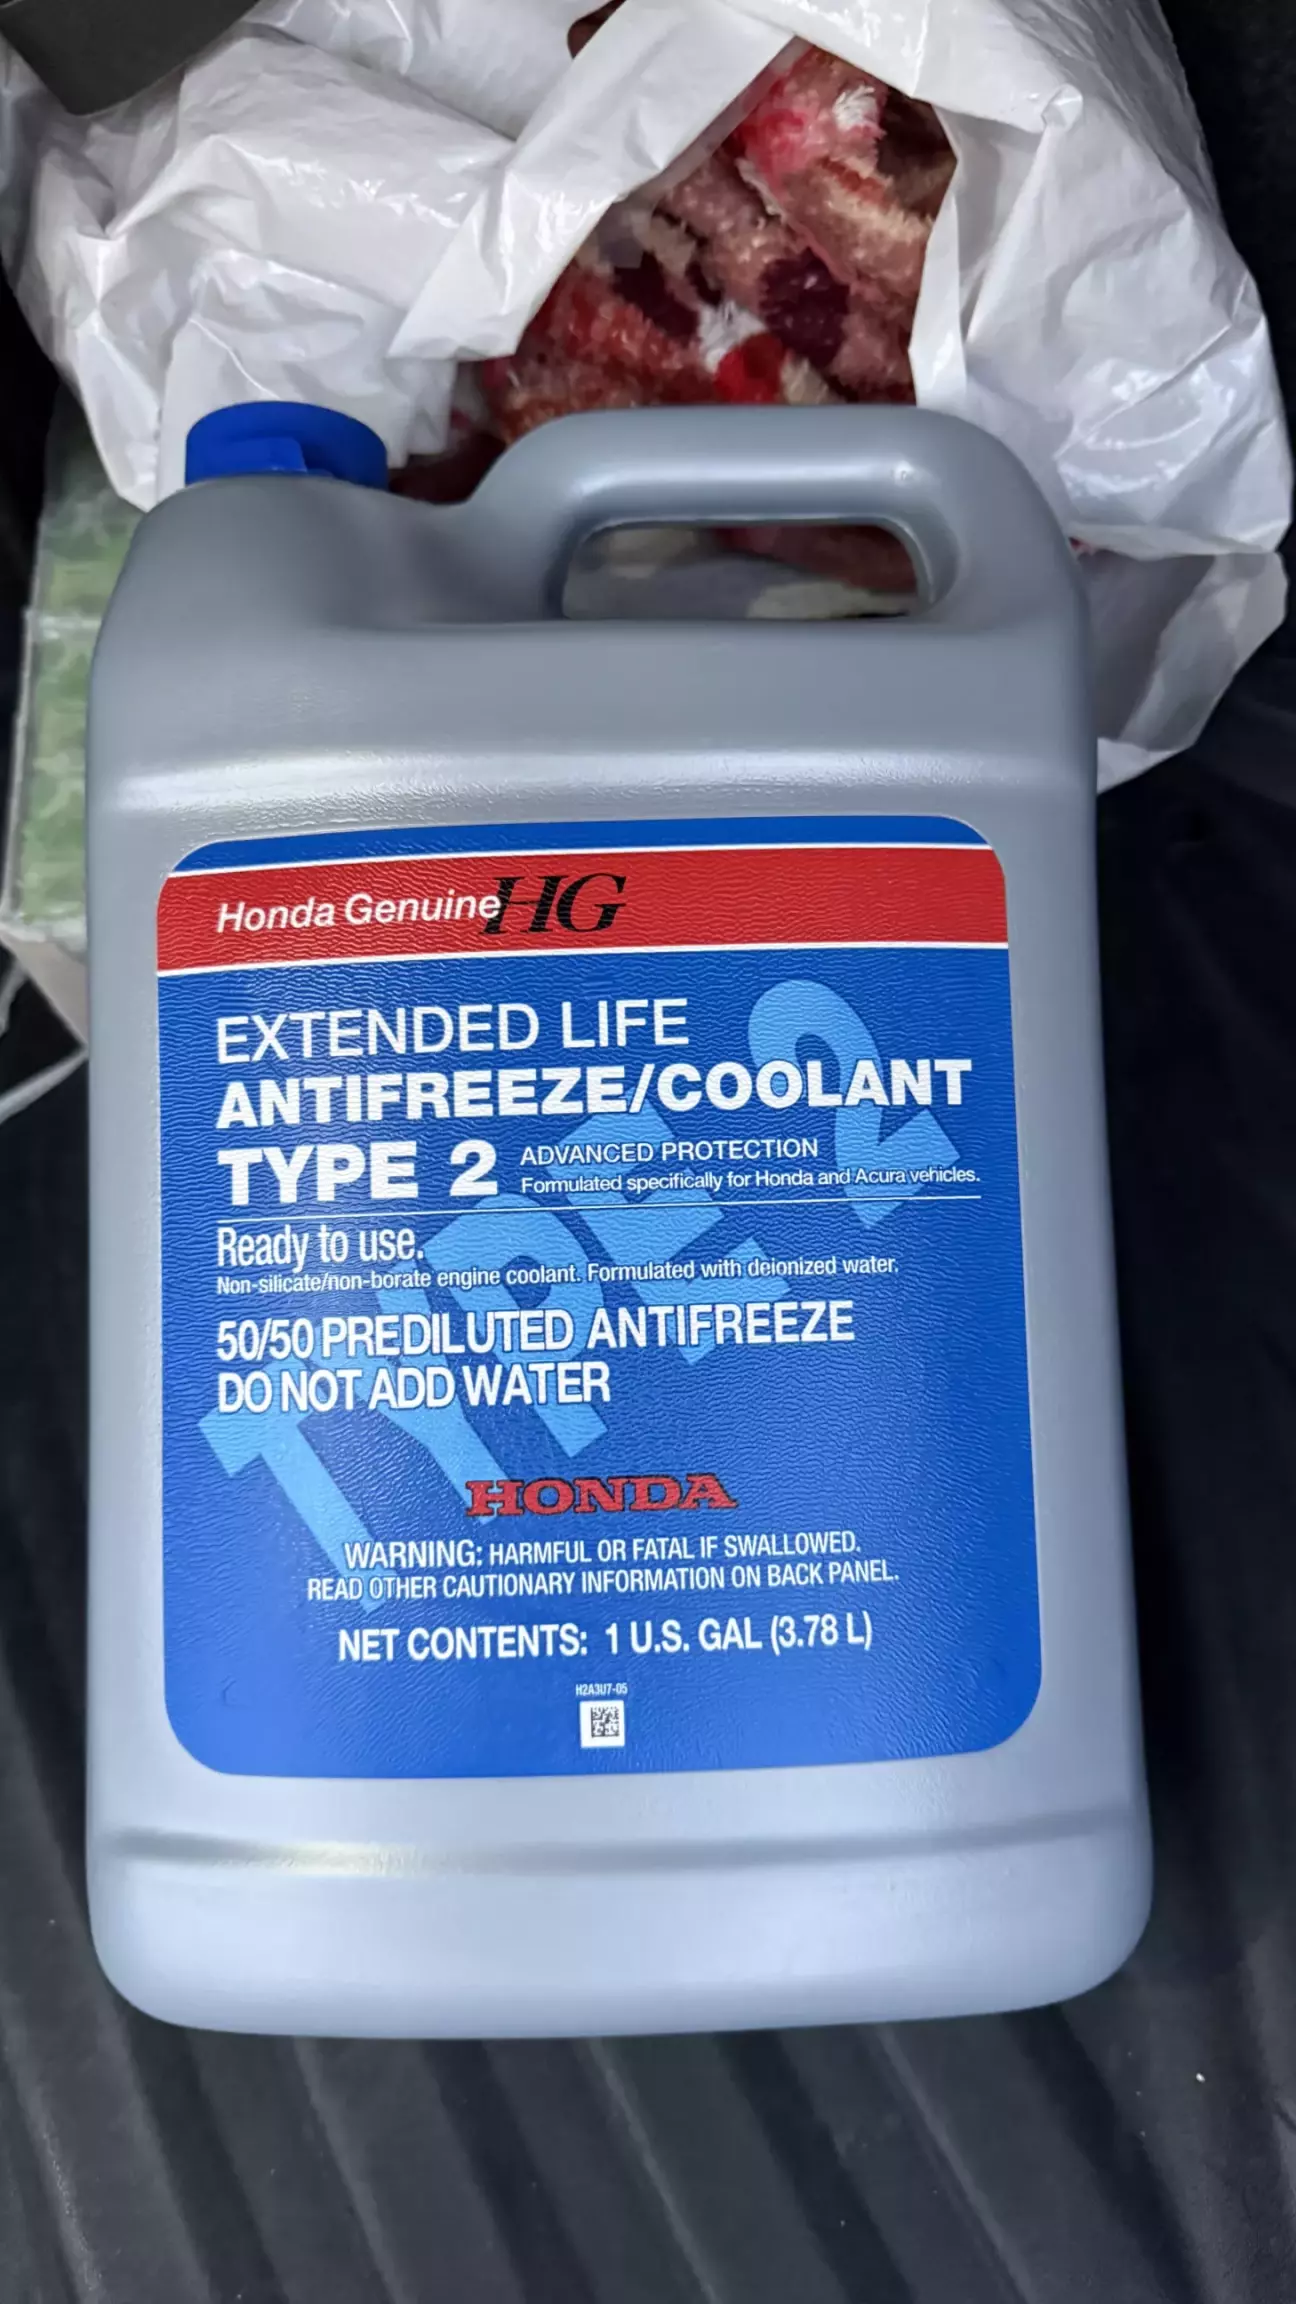 Honda Genuine HG
EXTENDED LIFE
ANTIFREEZE/COOLANT
TYPE 2
ADVANCED PROTECTION
Formulated specifically for Honda and Acura vehicles.
Ready to use.
Non-silicate/non-borate engine coolant. Formulated with deionized water.
50/50 PREDILUTED ANTIFREEZE
DO NOT ADD WATER
TYPE 2
HONDA
WARNING: HARMFUL OR FATAL IF SWALLOWED.
READ OTHER CAUTIONARY INFORMATION ON BACK PANEL.
NET CONTENTS: 1 U.S. GAL (3.78 L)
H2A3U7-05